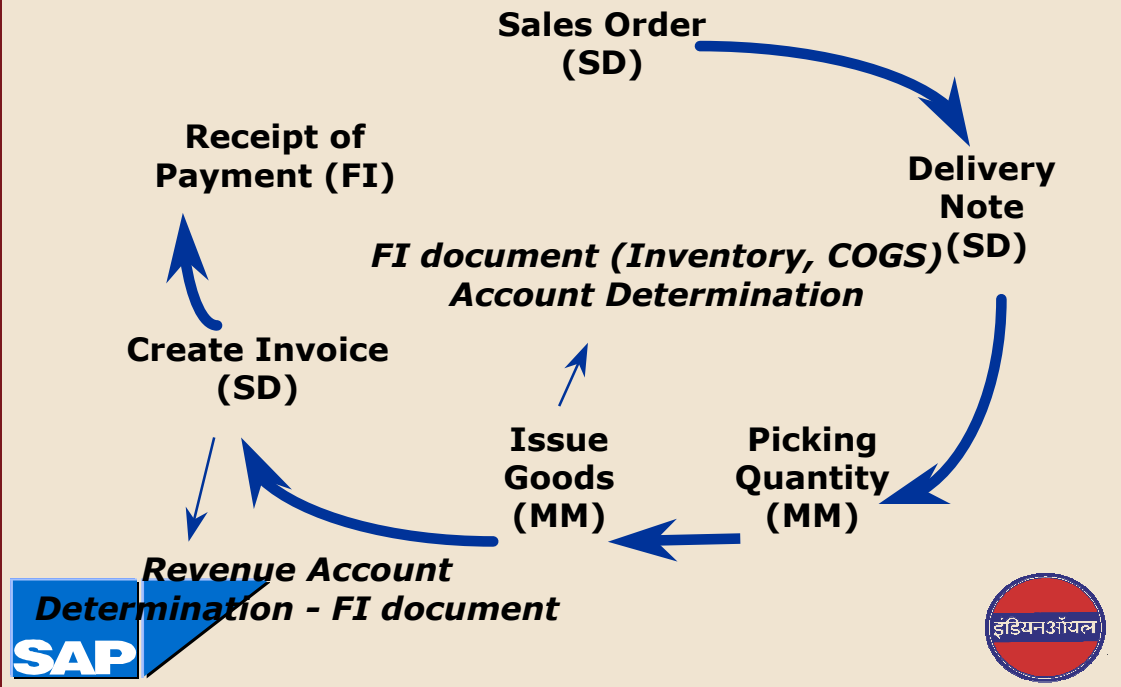 Sales Order
(SD)
Receipt of
Payment (FI)
Delivery
Note
(SD)
FI document (Inventory, COGS)
Account Determination
Create Invoice
(SD)
Issue
Goods
(MM)
Picking
Quantity
(MM)
Revenue Account
Determination - FI document
SAP
इंडियनऑयल